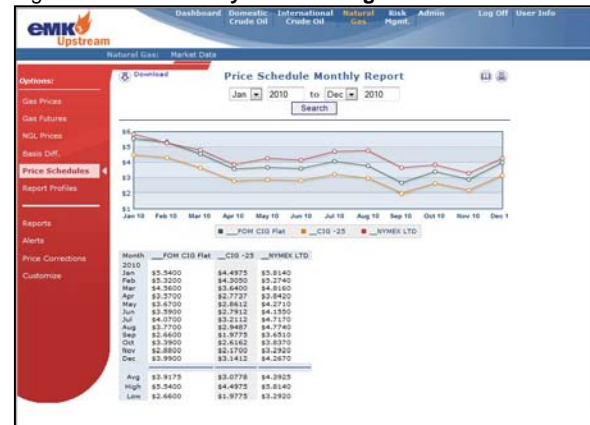 eMK
Upstream
Dashboard Domestic Crude Oil International Crude Oil Natural Gas Risk Mgmt. Admin Log Off User Info
Natural Gas: Market Data
Options:
Gas Prices
Gas Futures
NGL Prices
Basis Diff.
Price Schedules
Report Profiles
Reports
Alerts
Price Corrections
Customize
Download
Price Schedule Monthly Report
Jan 2010 to Dec 2010
Search
$6
$5
$4
$3
$2
$1
Jan 10 Feb 10 Mar 10 Apr 10 May 10 Jun 10 Jul 10 Aug 10 Sep 10 Oct 10 Nov 10 Dec 1
__FOM CIG Flat __CIG -25 __NYMEX LTD
Month __FOM CIG Flat __CIG -25 __NYMEX LTD
2010
Jan $5.5400 $4.4975 $5.8140
Feb $5.3200 $4.3050 $5.2740
Mar $4.5600 $3.6400 $4.8160
Apr $3.5700 $2.7737 $3.8420
May $3.6700 $2.8612 $4.2710
Jun $3.5900 $2.7912 $4.1550
Jul $4.0700 $3.2112 $4.7170
Aug $3.7700 $2.9487 $4.7740
Sep $2.6600 $1.9775 $3.6510
Oct $3.3900 $2.6162 $3.8370
Nov $2.8800 $2.1700 $3.2920
Dec $3.9900 $3.1412 $4.2670
Avg $3.9175 $3.0778 $4.3925
High $5.5400 $4.4975 $5.8140
Low $2.6600 $1.9775 $3.2920